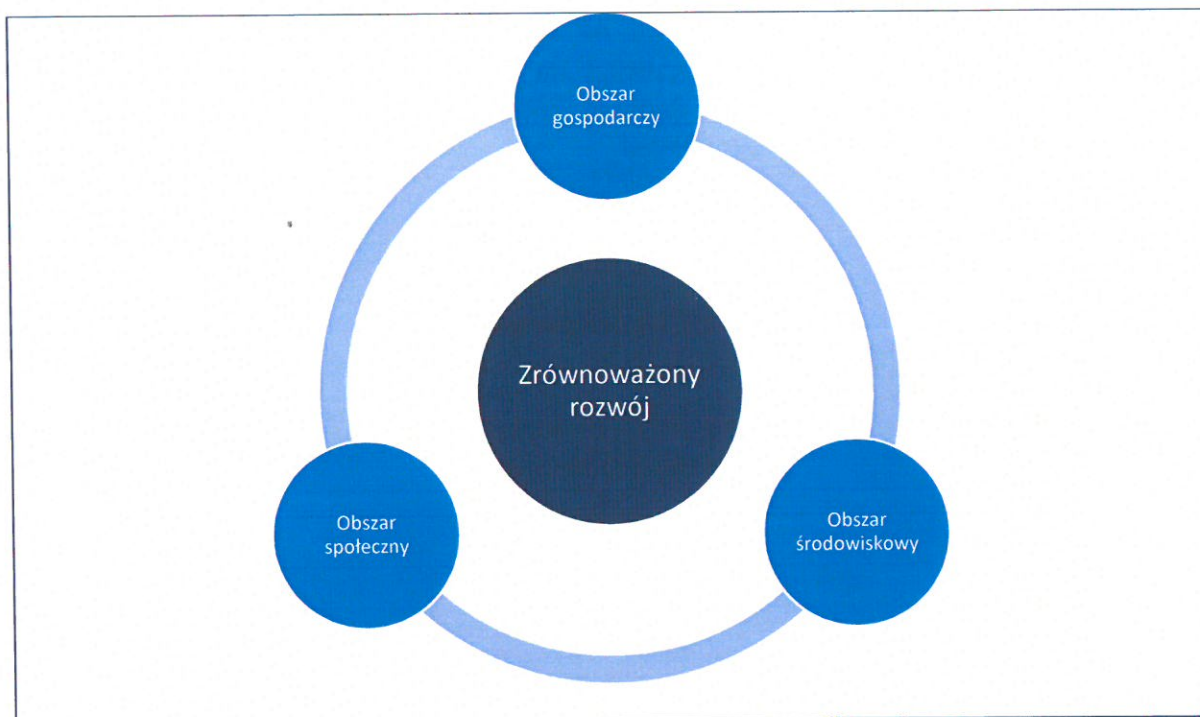 Obszar
gospodarczy
Zrównoważony
rozwój
Obszar
społeczny
Obszar
środowiskowy